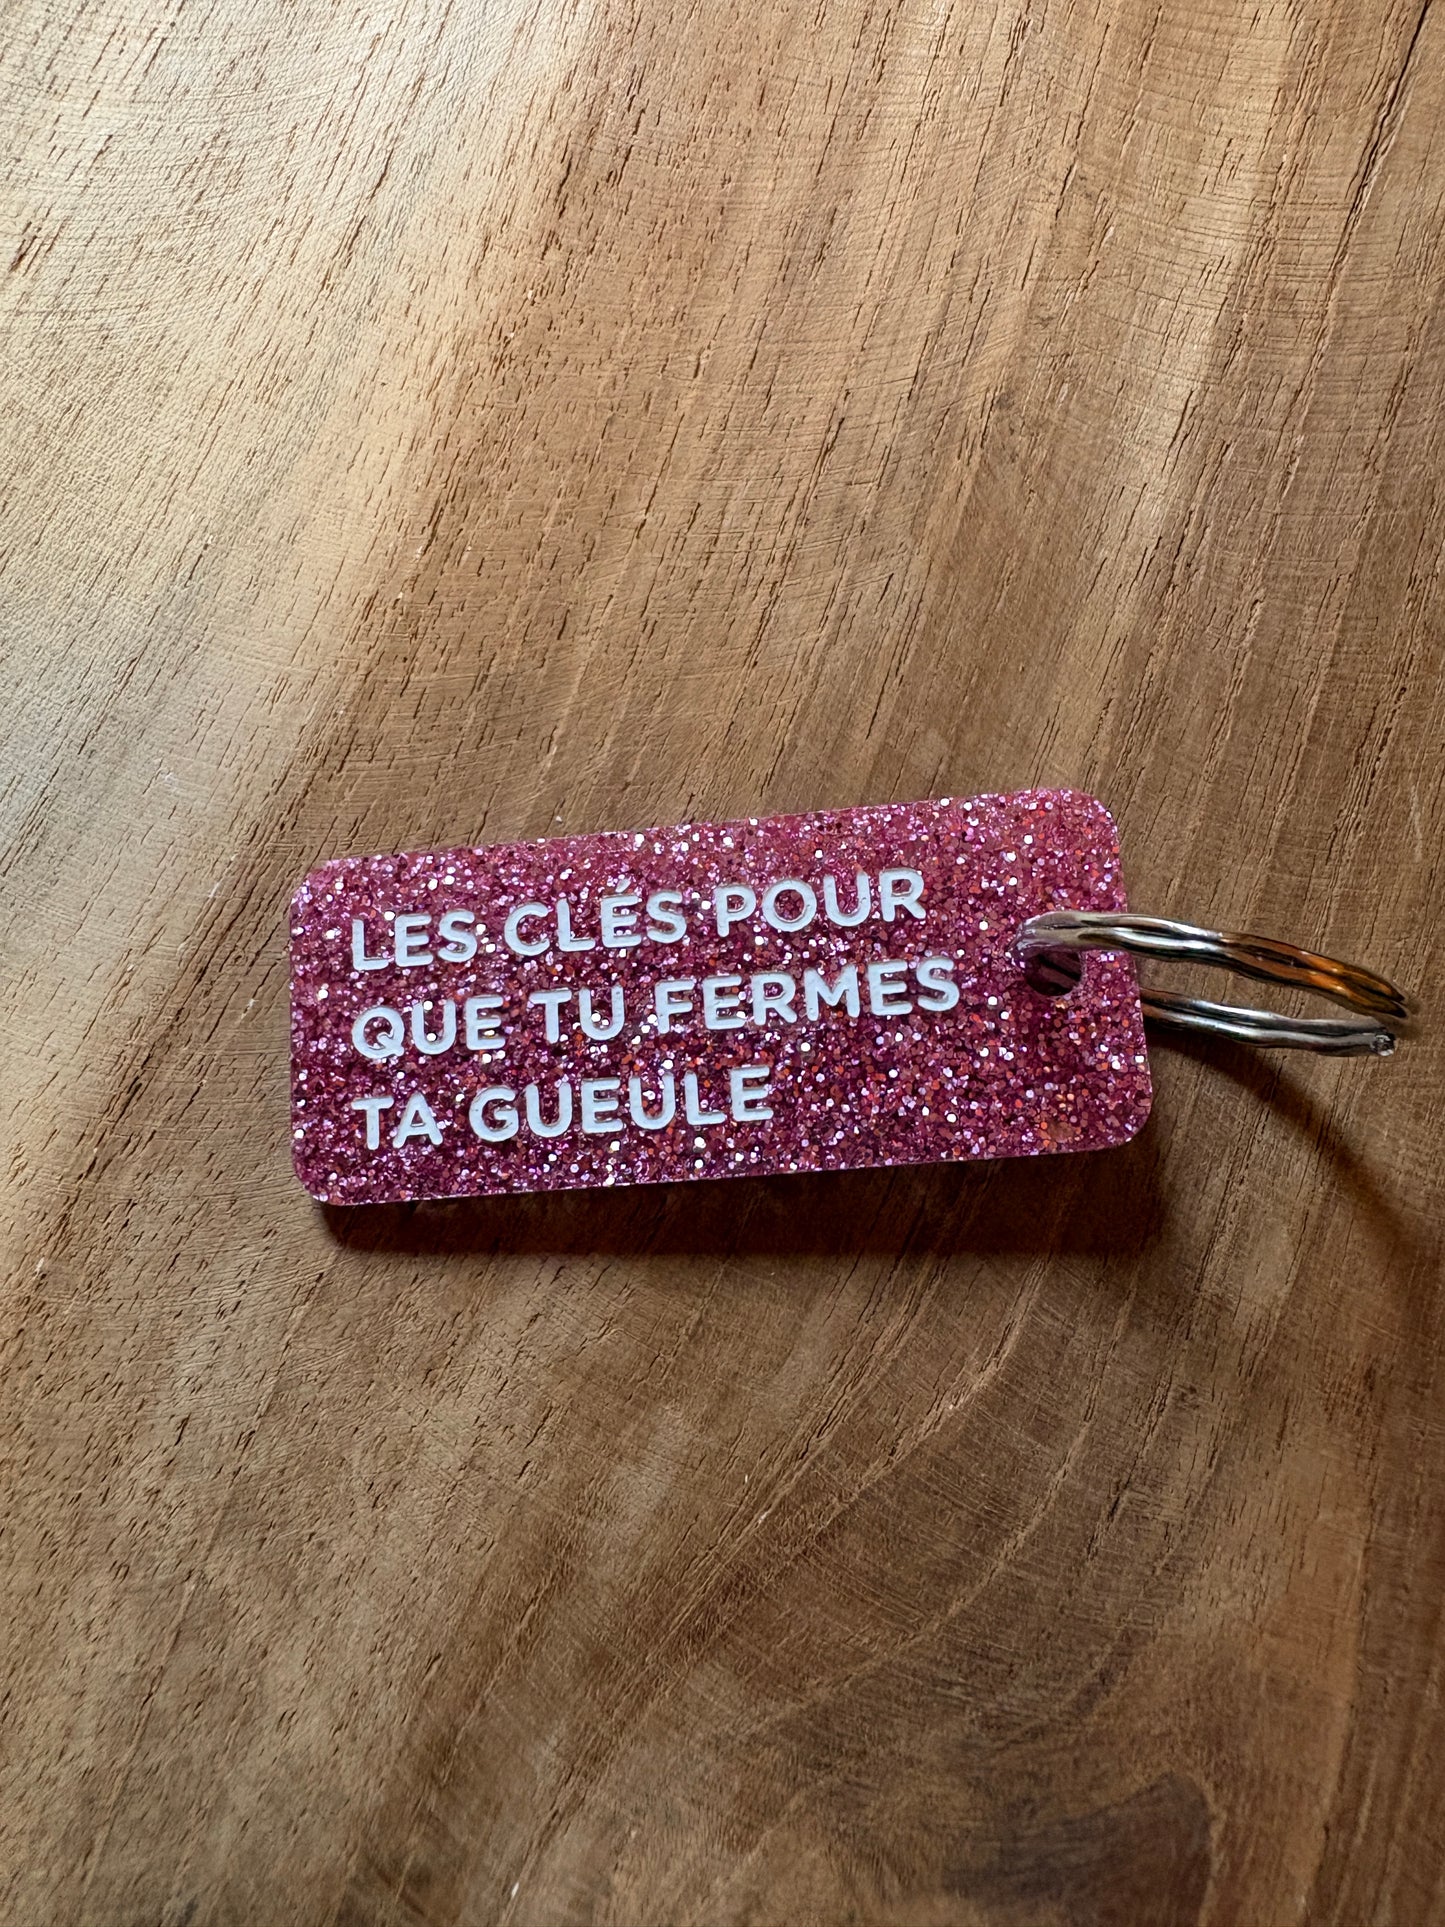 LES CLÉS POUR
QUE TU FERMES
TA GUEULE